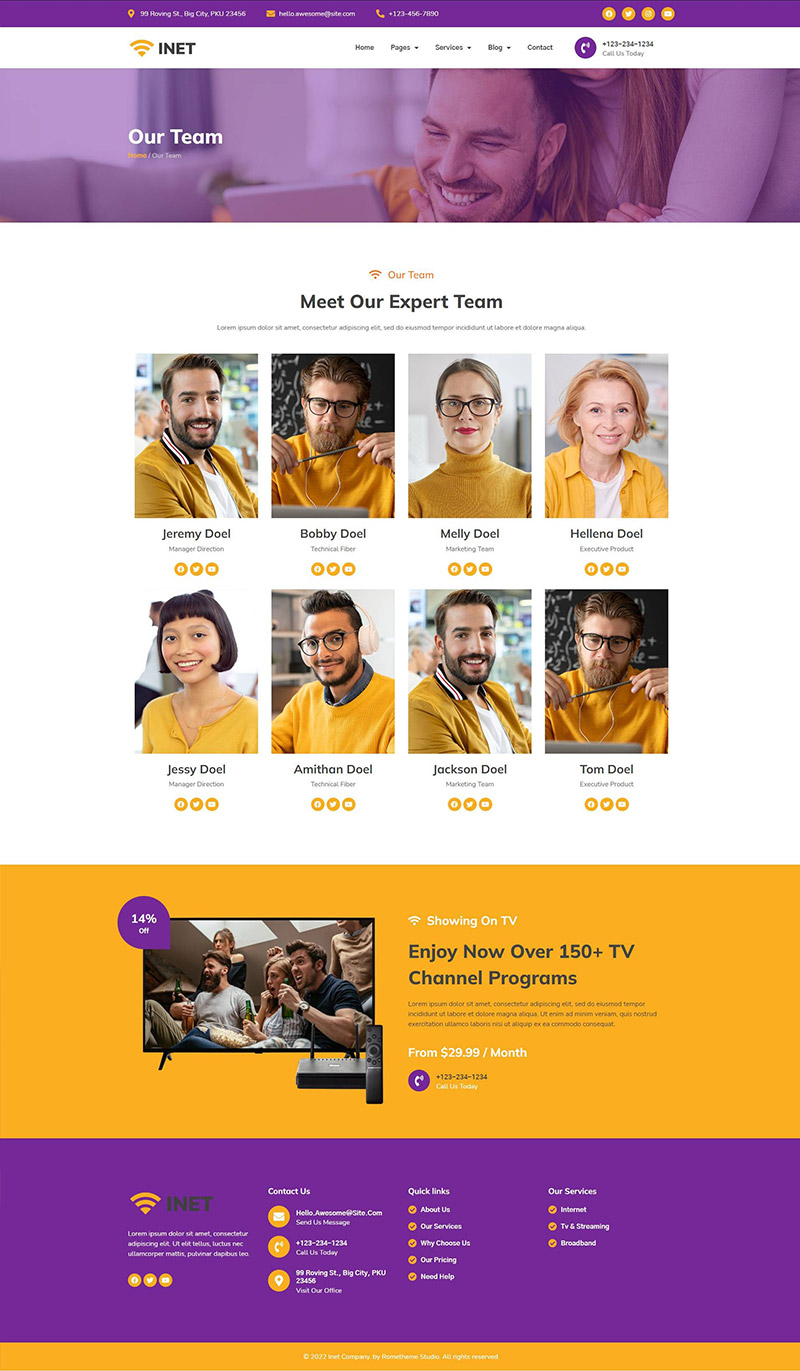 99 Roving St., Big City, PKU 23456 hello.awesome@site.com +123-456-7890
INET Home Pages Services Blog Contact +123-234-1234
Call Us Today
Our Team
Home / Our Team
Our Team
Meet Our Expert Team
Lorem ipsum dolor sit amet, consectetur adipiscing elit, sed do eiusmod tempor incididunt ut labore et dolore magna aliqua.
Jeremy Doel Bobby Doel Melly Doel Hellena Doel
Manager Direction Technical Fiber Marketing Team Executive Product
Jessy Doel Amithan Doel Jackson Doel Tom Doel
Manager Direction Technical Fiber Marketing Team Executive Product
14%
Off
Showing On TV
Enjoy Now Over 150+ TV
Channel Programs
Lorem ipsum dolor sit amet, consectetur adipiscing elit, sed do eiusmod tempor
incididunt ut labore et dolore magna aliqua. Ut enim ad minim veniam, quis nostrud
exercitation ullamco laboris nisi ut aliquip ex ea commodo consequat.
From $29.99 / Month
+123-234-1234
Call Us Today
INET
Lorem ipsum dolor sit amet, consectetur
adipiscing elit. Ut elit tellus, luctus nec
ullamcorper mattis, pulvinar dapibus leo.
Contact Us
Hello.Awesome@Site.Com
Send Us Message
+123-234-1234
Call Us Today
99 Roving St., Big City, PKU
23456
Visit Our Office
Quick links
About Us
Our Services
Why Choose Us
Our Pricing
Need Help
Our Services
Internet
Tv & Streaming
Broadband
© 2022 Inet Company. by Rometheme Studio. All rights reserved.